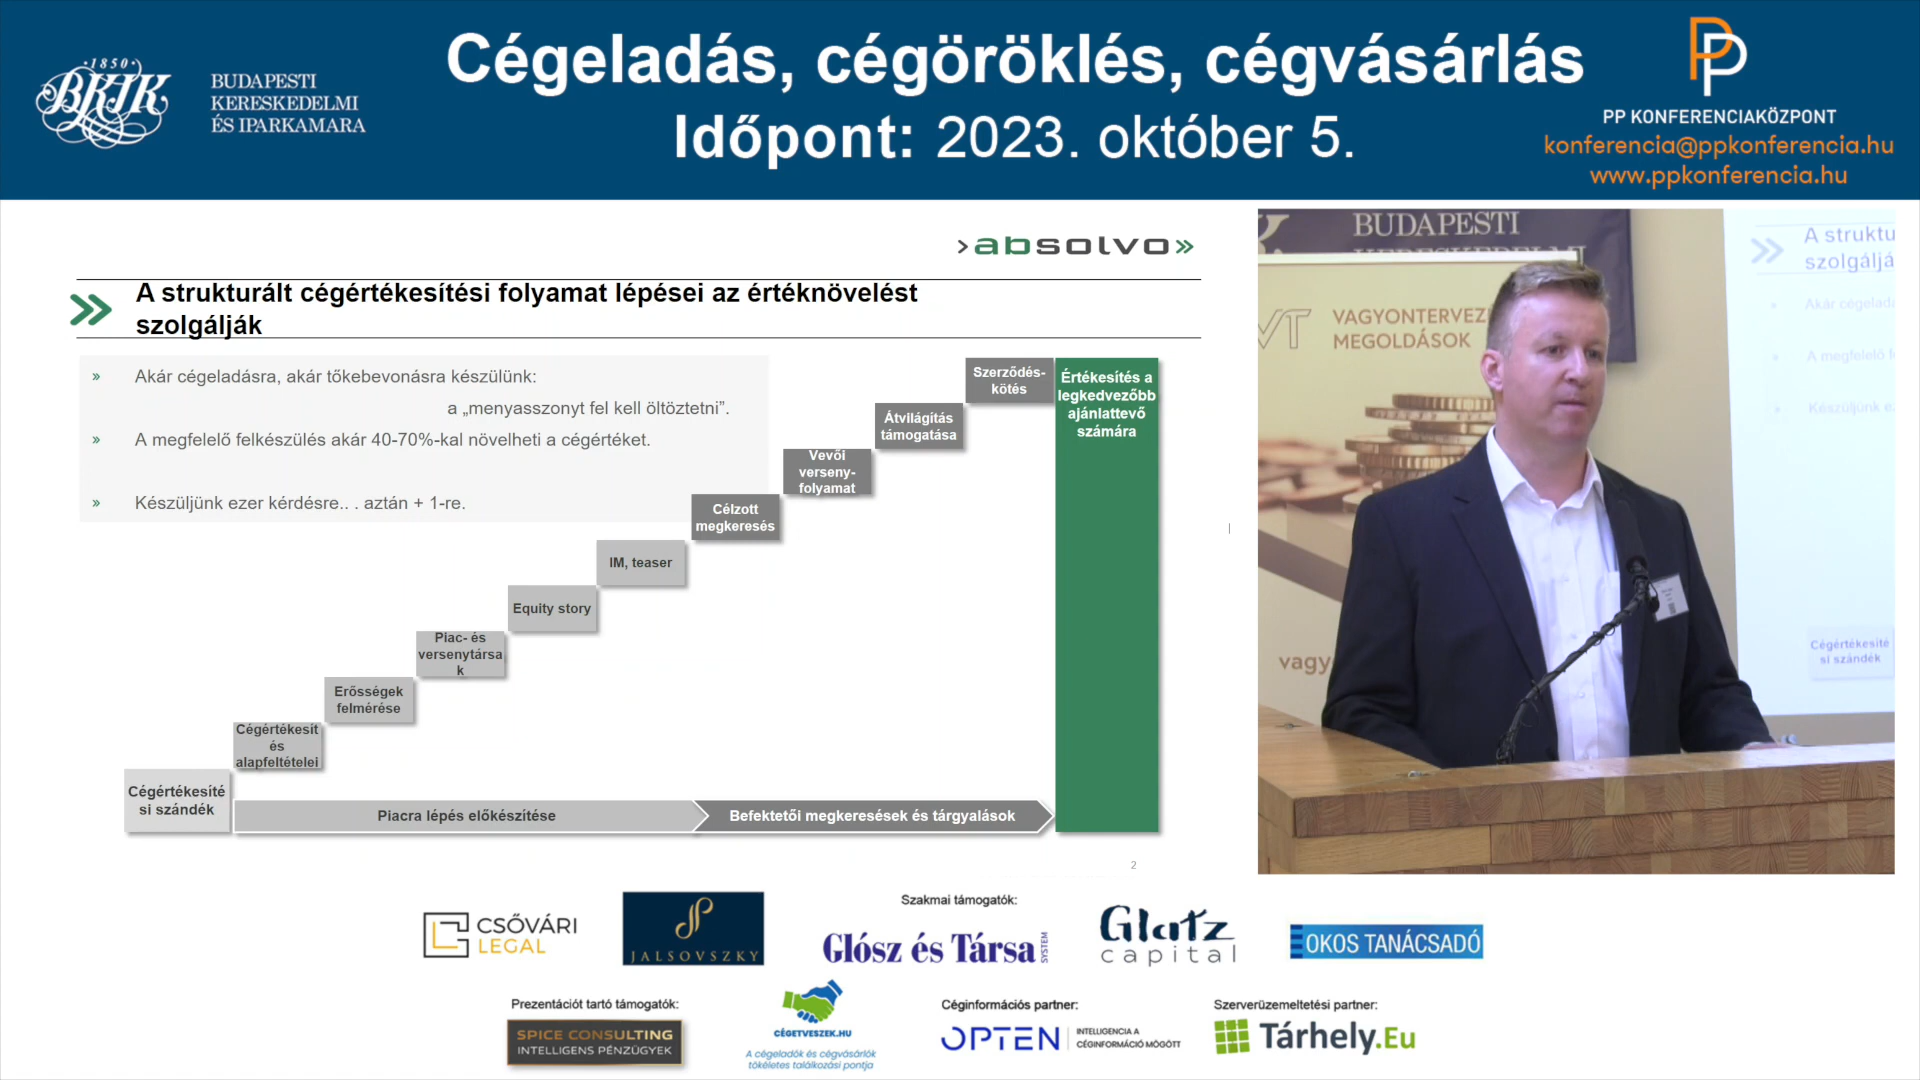 ·1850·
BKIK
BUDAPESTI
KERESKEDELMI
ÉS IPARKAMARA
Cégeladás, cégöröklés, cégvásárlás
Időpont: 2023. október 5.
PP KONFERENCIAKÖZPONT
konferencia@ppkonferencia.hu
www.ppkonferencia.hu
absolvo
A strukturált cégértékesítési folyamat lépései az értéknövelést
szolgálják
» Akár cégeladásra, akár tőkebevonásra készülünk:
a „menyasszonyt fel kell öltöztetni”.
» A megfelelő felkészülés akár 40-70%-kal növelheti a cégértéket.
» Készüljünk ezer kérdésre.. . aztán + 1-re.
Szerződés-
kötés
Értékesítés a
legkedvezőbb
ajánlattevő
számára
Átvilágítás
támogatása
Vevői
verseny-
folyamat
Célzott
megkeresés
IM, teaser
Equity story
Piac- és
versenytársa
k
Erősségek
felmérése
Cégértékesít
és
alapfeltételei
Cégértékesíté
si szándék
Piacra lépés előkészítése
Befektetői megkeresések és tárgyalások
2
BUDAPESTI
KERESKEDELMI
VAGYONTERVEZ
MEGOLDÁSOK
vagy
A struktu
szolgáljá
Akár cégelad
A megfelelő f
Készüljünk e
Cégértékesíté
si szándék
Szakmai támogatók:
CSŐVÁRI
LEGAL
JALSOVSZKY
Glósz és Társa
SYSTEM
Glatz
capital
OKOS TANÁCSADÓ
Prezentációt tartó támogatók:
SPICE CONSULTING
INTELLIGENS PÉNZÜGYEK
CÉGETVESZEK.HU
A cégeladók és cégvásárlók
tökéletes találkozási pontja
Céginformációs partner:
OPTEN
INTELLIGENCIA A
CÉGINFORMÁCIÓ MÖGÖTT
Szerverüzemeltetési partner:
Tárhely.Eu